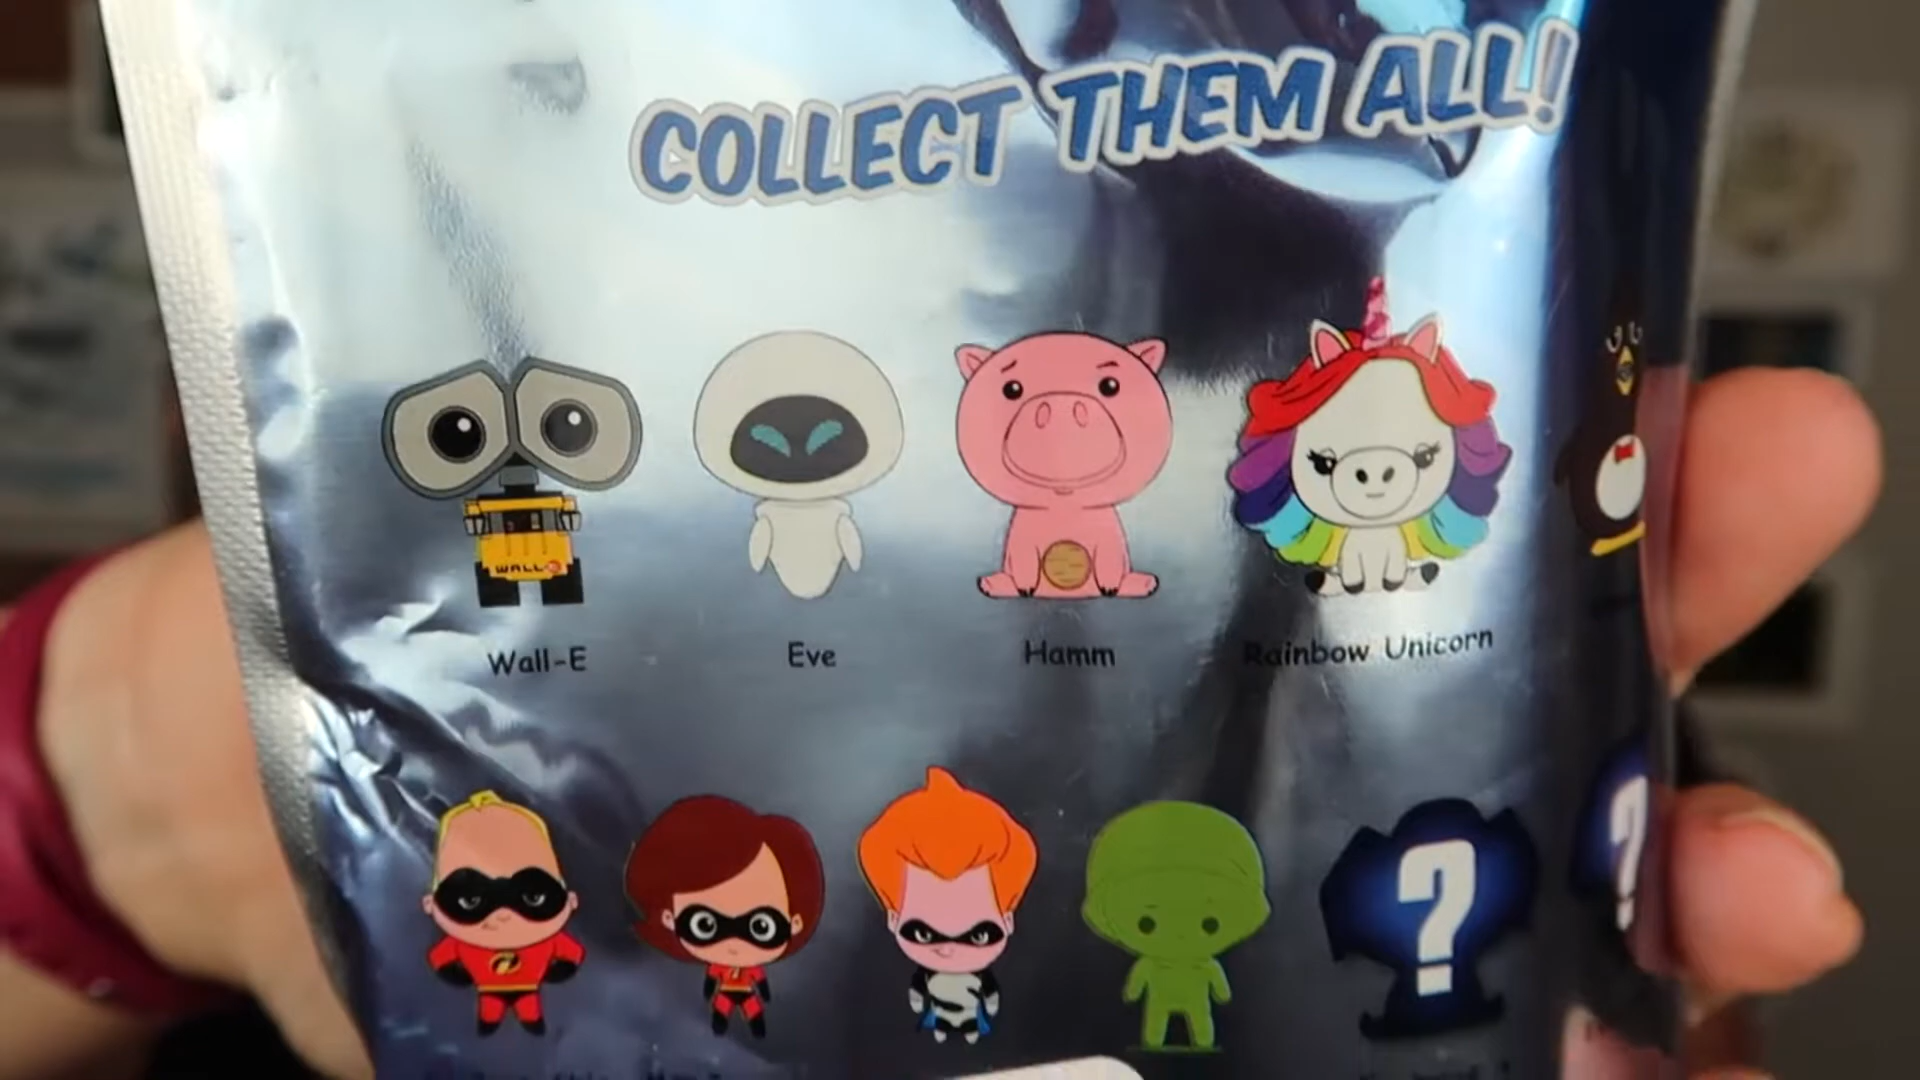 COLLECT THEM ALL!
WALL•E
Wall-E Eve Hamm Rainbow Unicorn
?
?